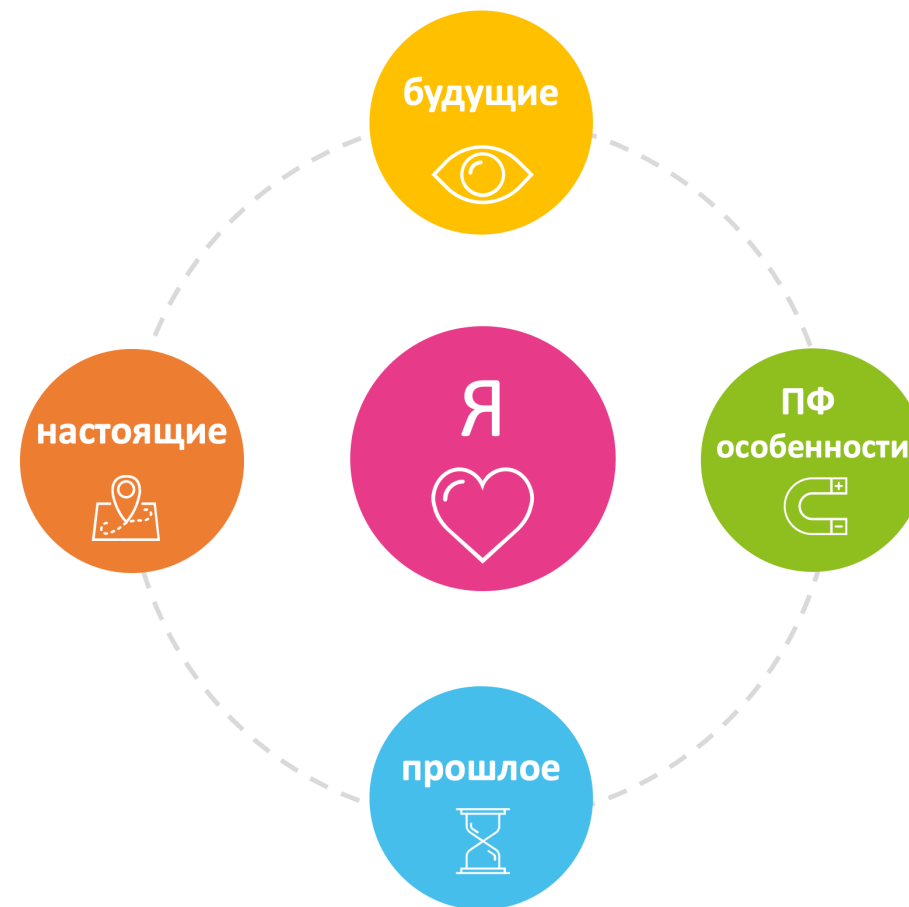 будущие
Я
настоящие
ПФ
особенности
прошлое